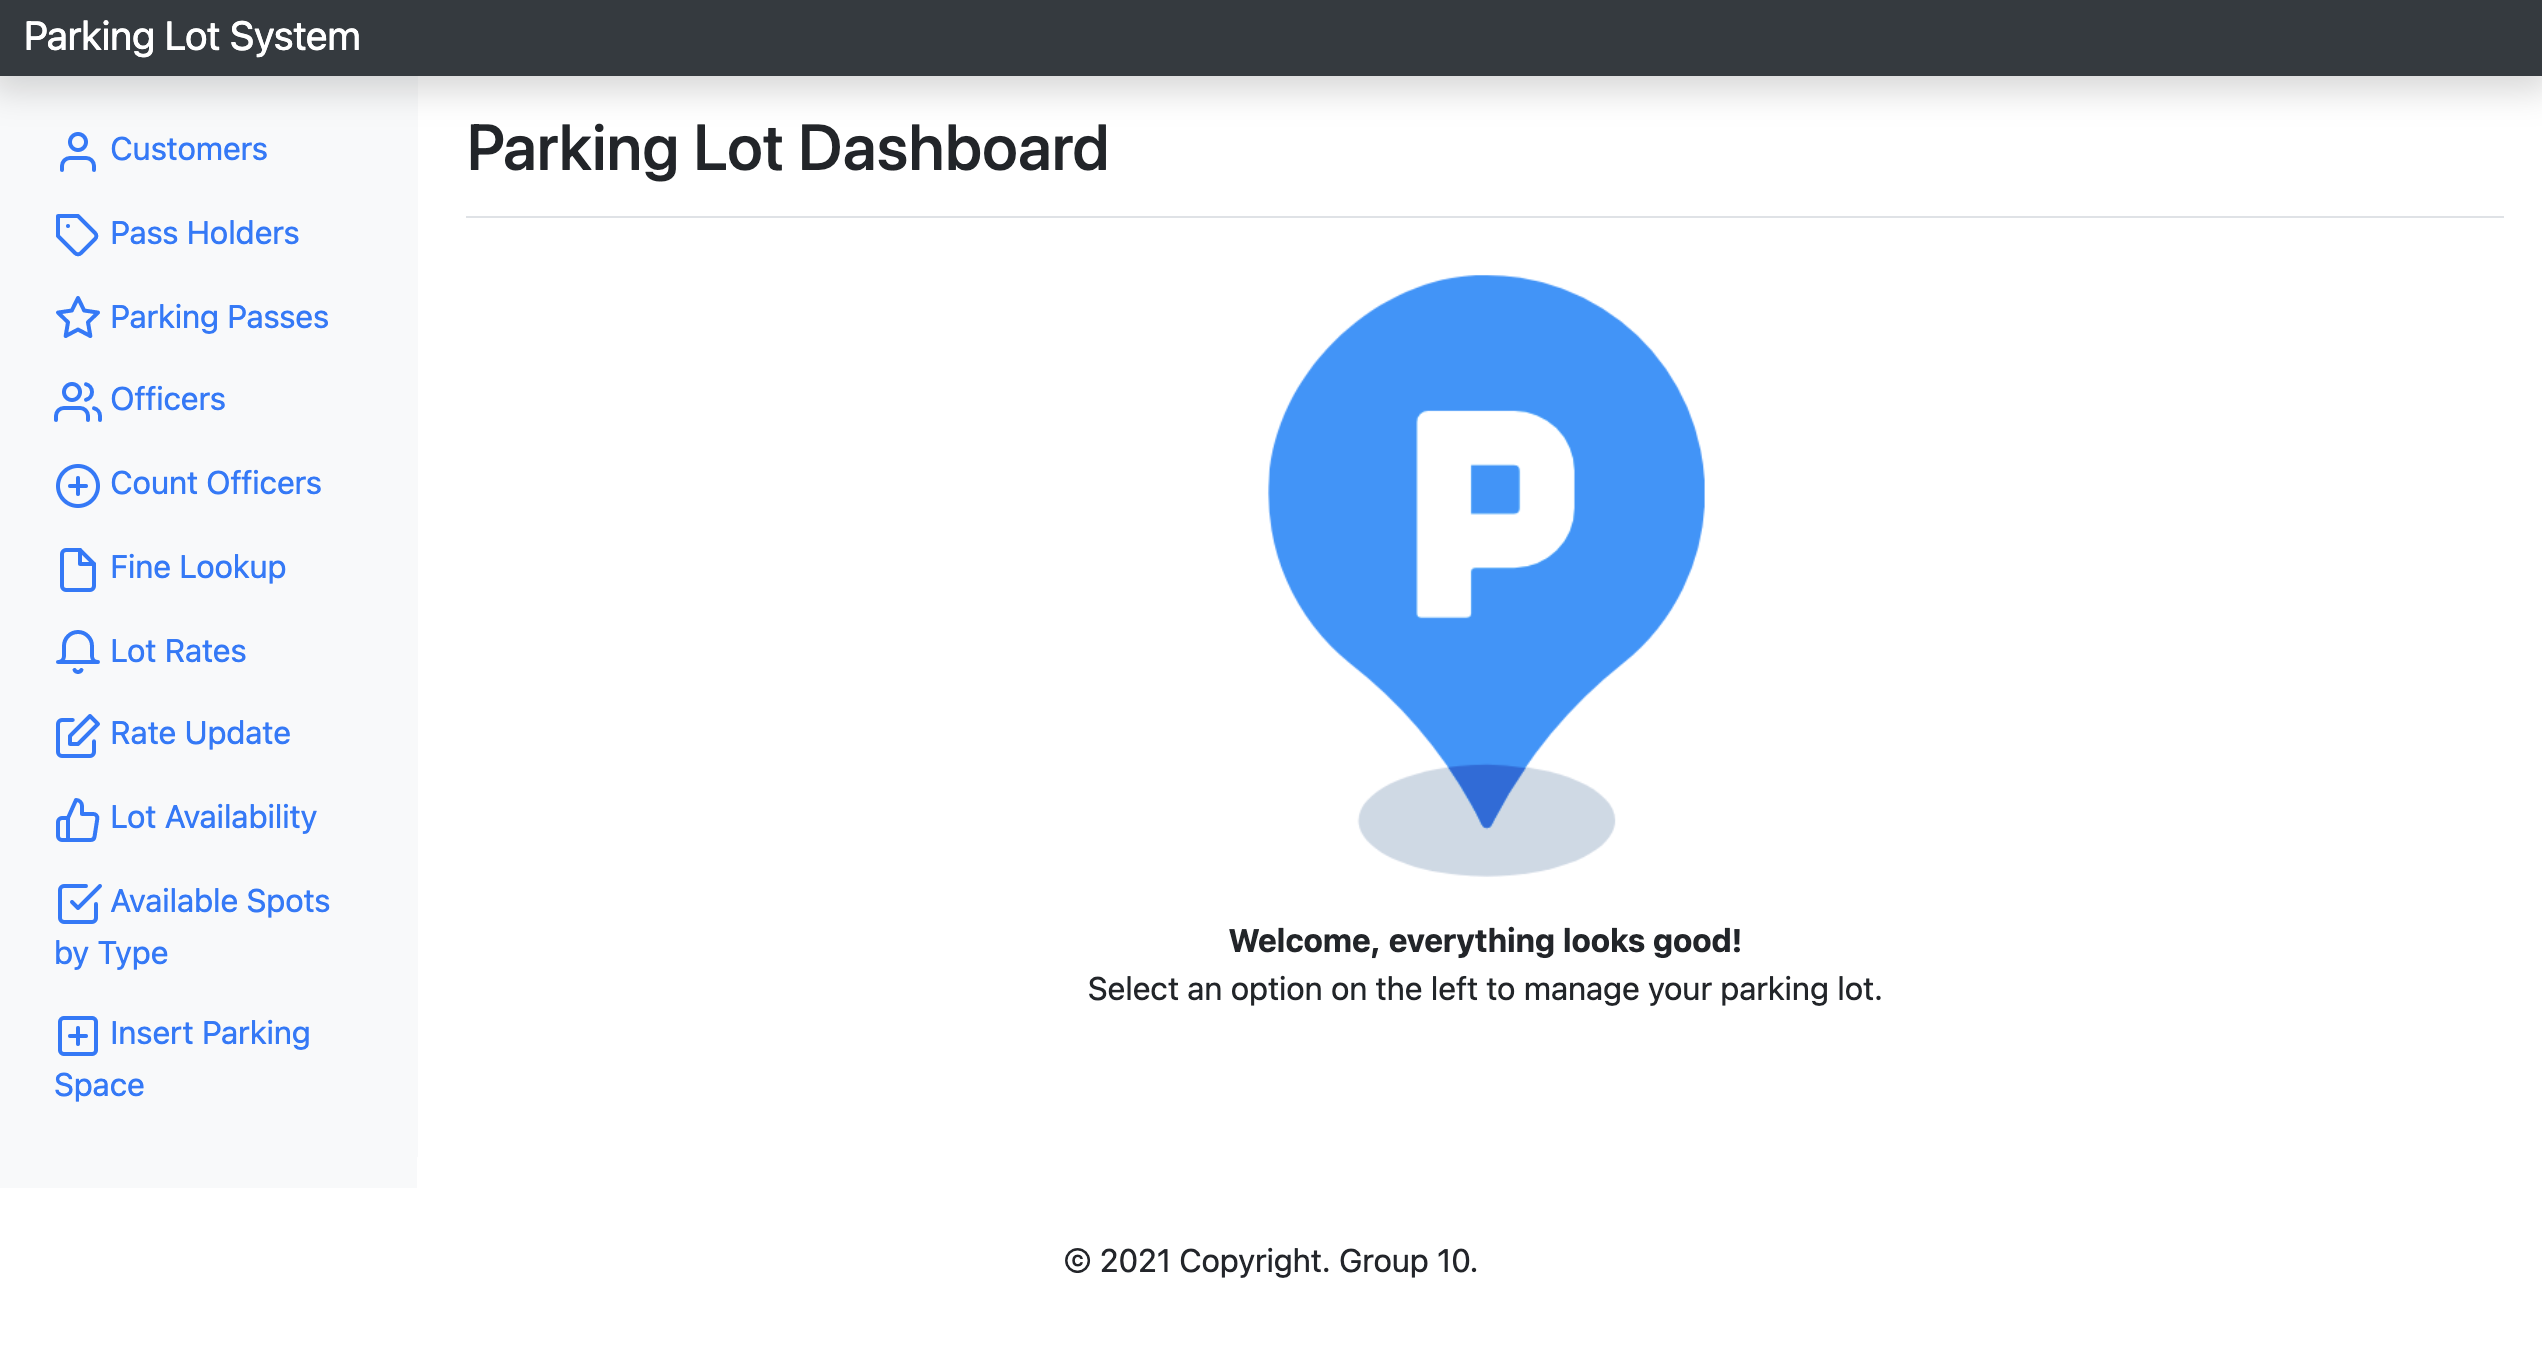 Parking Lot System
Customers
Pass Holders
Parking Passes
Officers
Count Officers
Fine Lookup
Lot Rates
Rate Update
Lot Availability
Available Spots
by Type
Insert Parking
Space
Parking Lot Dashboard
P
Welcome, everything looks good!
Select an option on the left to manage your parking lot.
© 2021 Copyright. Group 10.